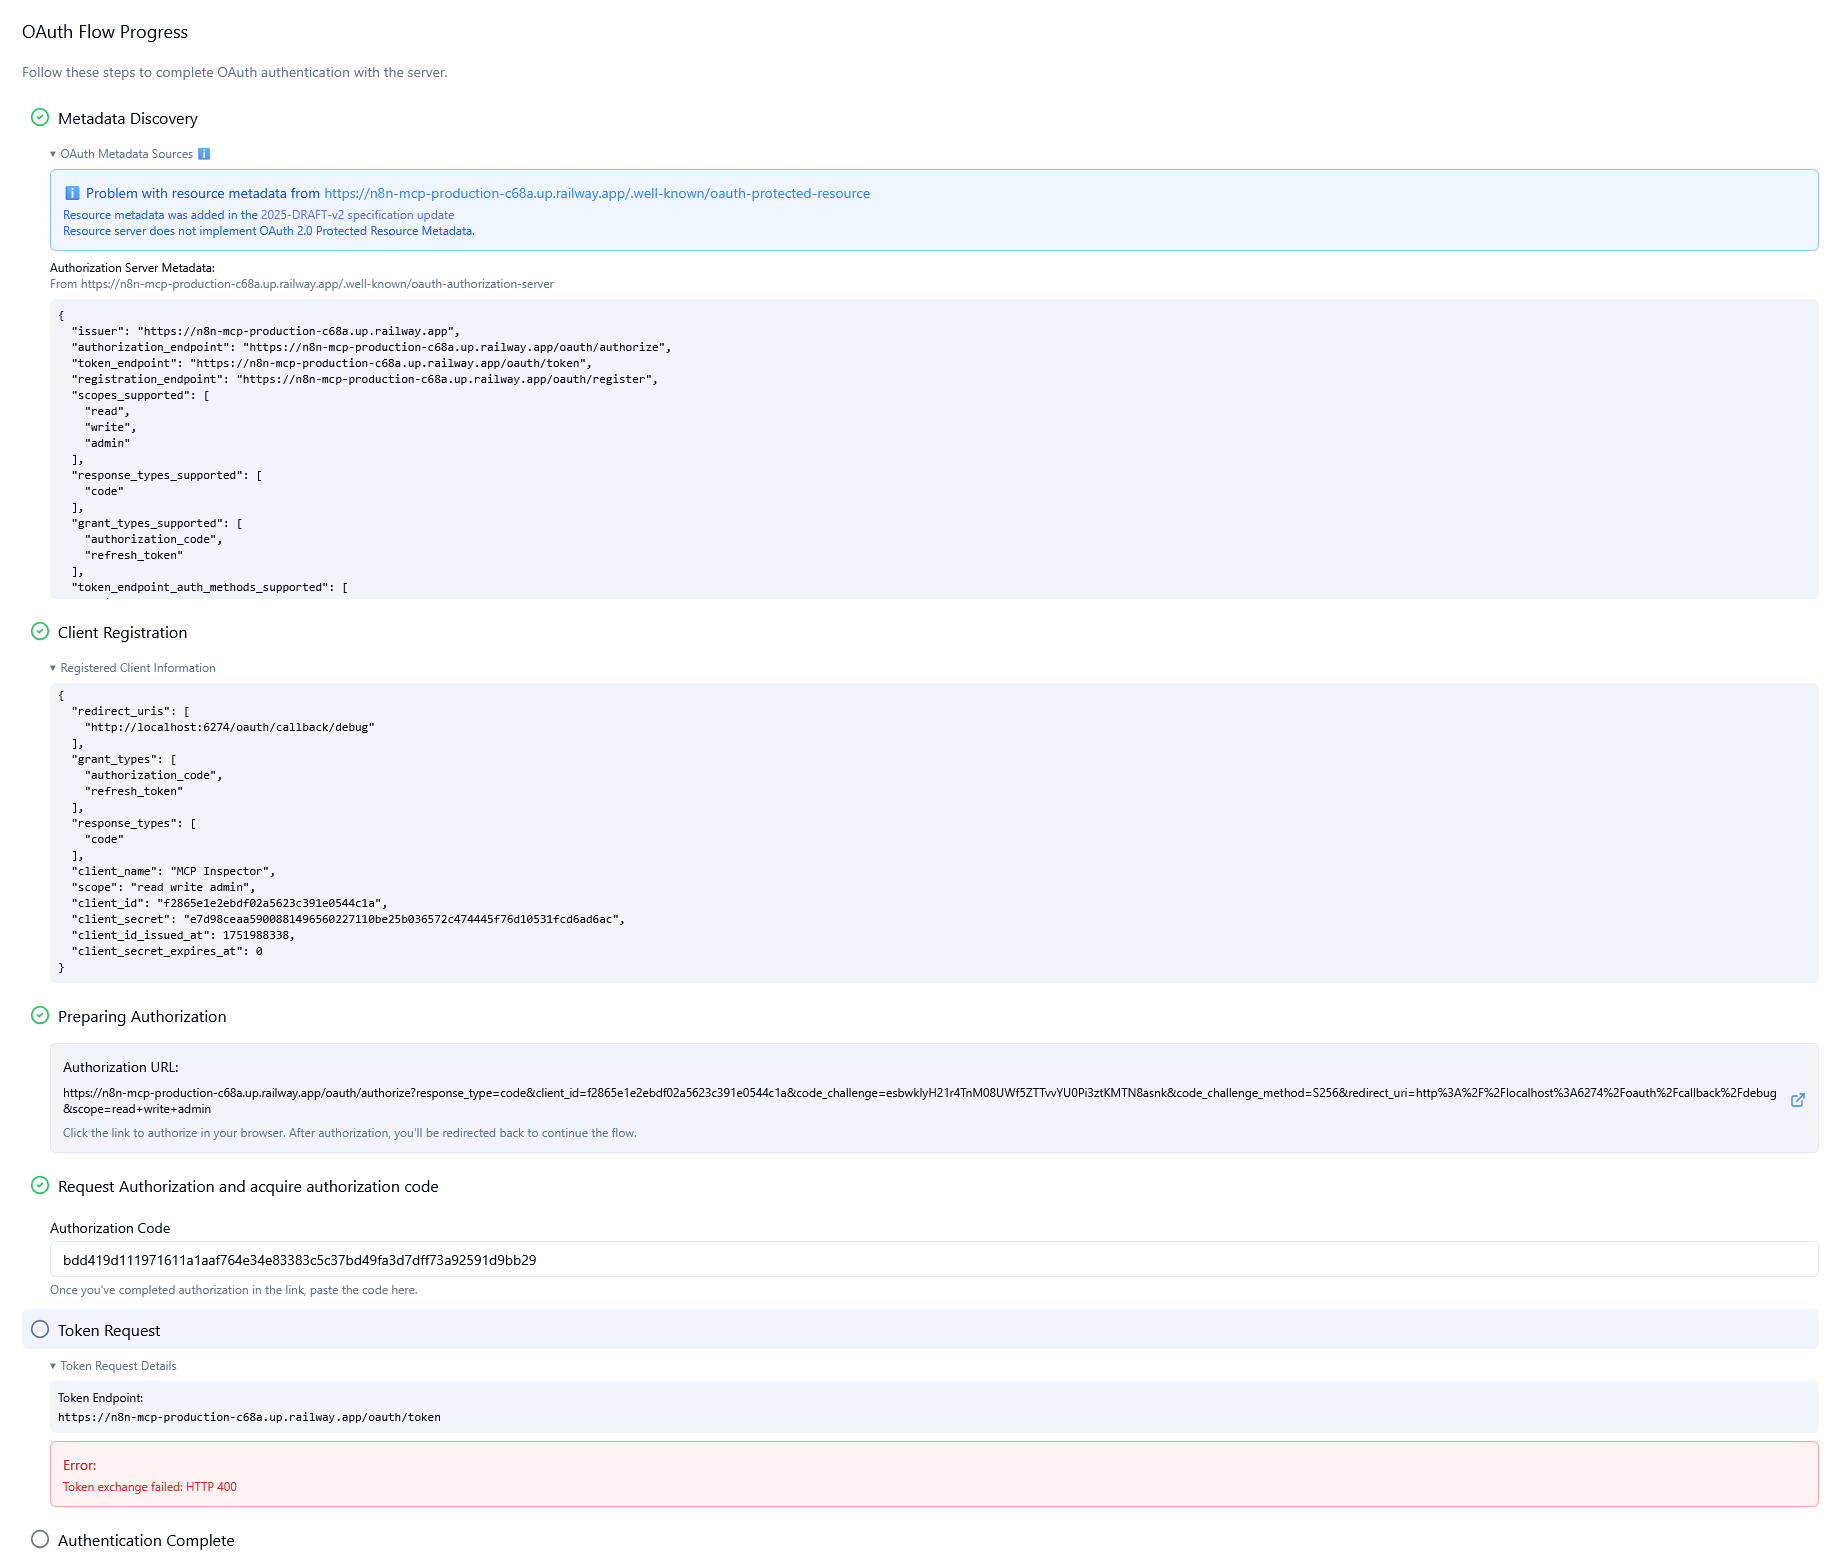 OAuth Flow Progress
Follow these steps to complete OAuth authentication with the server.
Metadata Discovery
▾ OAuth Metadata Sources ℹ️
ℹ️ Problem with resource metadata from https://n8n-mcp-production-c68a.up.railway.app/.well-known/oauth-protected-resource
Resource metadata was added in the 2025-DRAFT-v2 specification update
Resource server does not implement OAuth 2.0 Protected Resource Metadata.
Authorization Server Metadata:
From https://n8n-mcp-production-c68a.up.railway.app/.well-known/oauth-authorization-server
{
  "issuer": "https://n8n-mcp-production-c68a.up.railway.app",
  "authorization_endpoint": "https://n8n-mcp-production-c68a.up.railway.app/oauth/authorize",
  "token_endpoint": "https://n8n-mcp-production-c68a.up.railway.app/oauth/token",
  "registration_endpoint": "https://n8n-mcp-production-c68a.up.railway.app/oauth/register",
  "scopes_supported": [
    "read",
    "write",
    "admin"
  ],
  "response_types_supported": [
    "code"
  ],
  "grant_types_supported": [
    "authorization_code",
    "refresh_token"
  ],
  "token_endpoint_auth_methods_supported": [
Client Registration
▾ Registered Client Information
{
  "redirect_uris": [
    "http://localhost:6274/oauth/callback/debug"
  ],
  "grant_types": [
    "authorization_code",
    "refresh_token"
  ],
  "response_types": [
    "code"
  ],
  "client_name": "MCP Inspector",
  "scope": "read write admin",
  "client_id": "f2865e1e2ebdf02a5623c391e0544c1a",
  "client_secret": "e7d98ceaa5900881496560227110be25b036572c474445f76d10531fcd6ad6ac",
  "client_id_issued_at": 1751988338,
  "client_secret_expires_at": 0
}
Preparing Authorization
Authorization URL:
https://n8n-mcp-production-c68a.up.railway.app/oauth/authorize?response_type=code&client_id=f2865e1e2ebdf02a5623c391e0544c1a&code_challenge=esbwklyH21r4TnM08UWf5ZTTvvYU0Pi3ztKMTN8asnk&code_challenge_method=S256&redirect_uri=http%3A%2F%2Flocalhost%3A6274%2Foauth%2Fcallback%2Fdebug
&scope=read+write+admin
Click the link to authorize in your browser. After authorization, you'll be redirected back to continue the flow.
Request Authorization and acquire authorization code
Authorization Code
bdd419d111971611a1aaf764e34e83383c5c37bd49fa3d7dff73a92591d9bb29
Once you've completed authorization in the link, paste the code here.
Token Request
▾ Token Request Details
Token Endpoint:
https://n8n-mcp-production-c68a.up.railway.app/oauth/token
Error:
Token exchange failed: HTTP 400
Authentication Complete